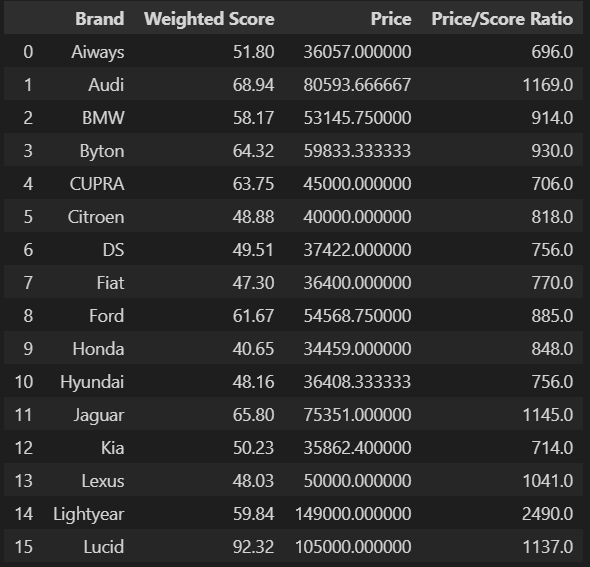 Brand Weighted Score Price Price/Score Ratio
0 Aiways 51.80 36057.000000 696.0
1 Audi 68.94 80593.666667 1169.0
2 BMW 58.17 53145.750000 914.0
3 Byton 64.32 59833.333333 930.0
4 CUPRA 63.75 45000.000000 706.0
5 Citroen 48.88 40000.000000 818.0
6 DS 49.51 37422.000000 756.0
7 Fiat 47.30 36400.000000 770.0
8 Ford 61.67 54568.750000 885.0
9 Honda 40.65 34459.000000 848.0
10 Hyundai 48.16 36408.333333 756.0
11 Jaguar 65.80 75351.000000 1145.0
12 Kia 50.23 35862.400000 714.0
13 Lexus 48.03 50000.000000 1041.0
14 Lightyear 59.84 149000.000000 2490.0
15 Lucid 92.32 105000.000000 1137.0